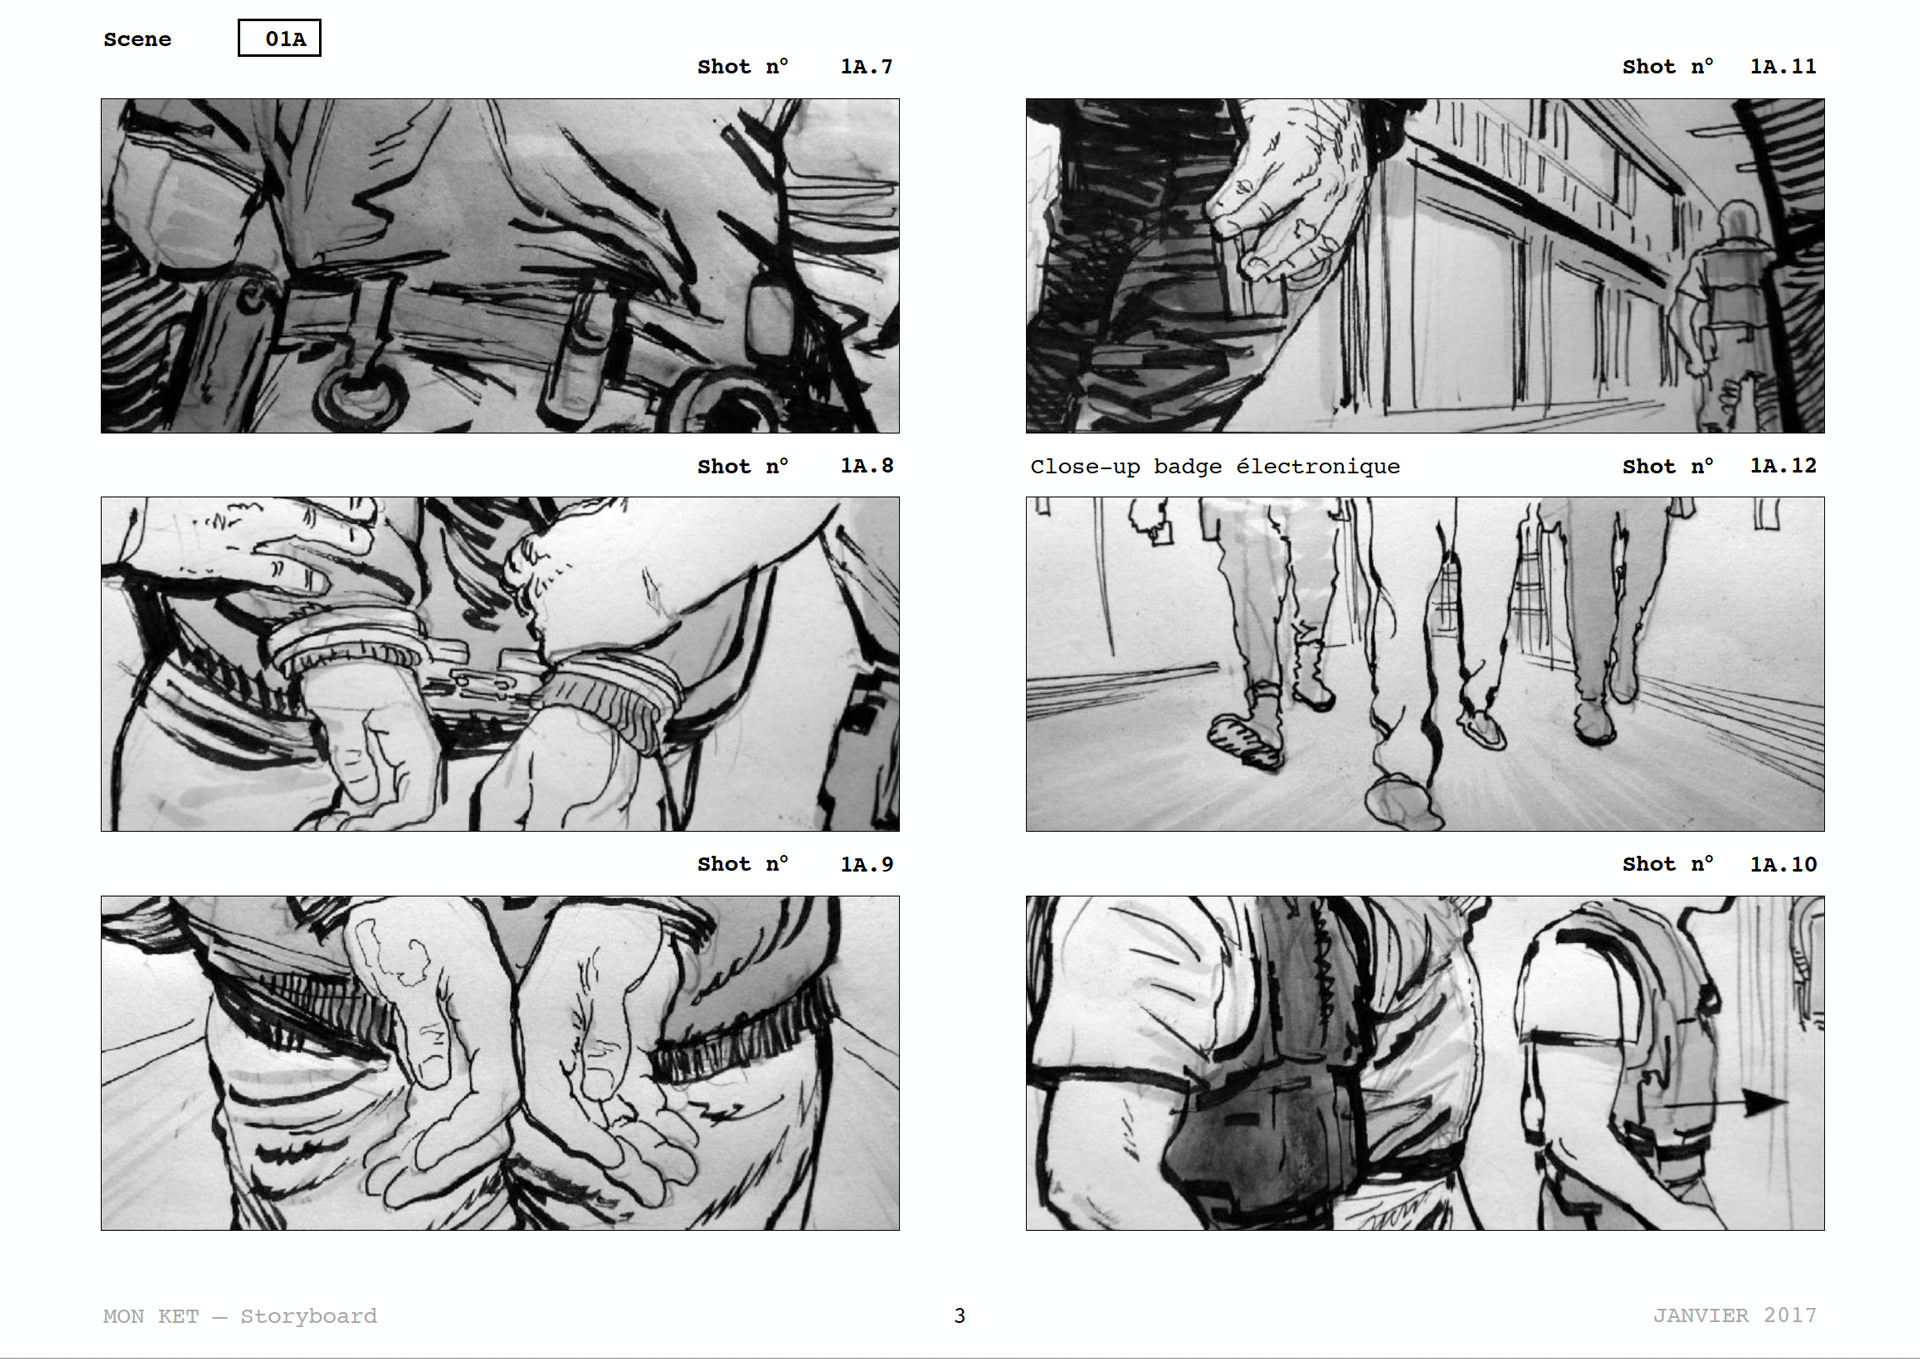 Scene 01A
Shot n° 1A.7
Shot n° 1A.8
Shot n° 1A.9
Shot n° 1A.11
Close-up badge électronique Shot n° 1A.12
Shot n° 1A.10
MON KET — Storyboard 3 JANVIER 2017